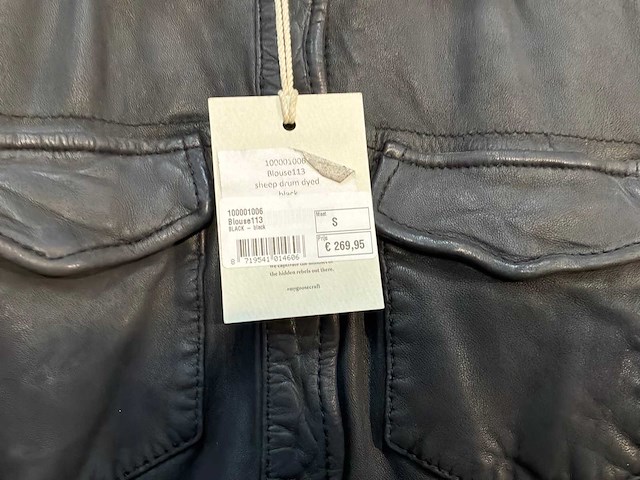 100001006
Blouse113
sheep drum dyed
black
100001006
Blouse113
BLACK - black
Maat
S
Prijs
€ 269,95
8 719541 014606
the hidden rebels out there.